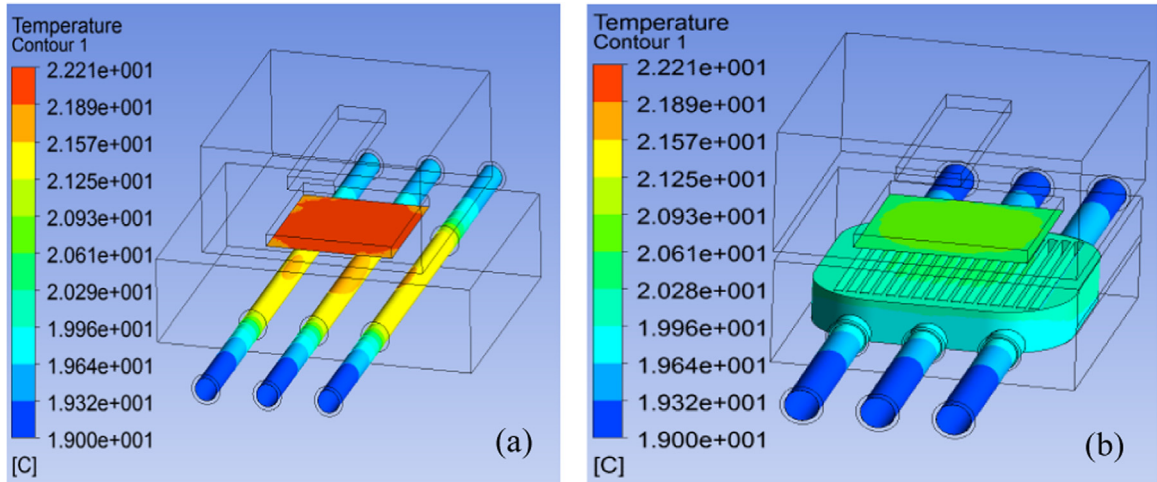 Temperature
Contour 1
2.221e+001
2.189e+001
2.157e+001
2.125e+001
2.093e+001
2.061e+001
2.029e+001
1.996e+001
1.964e+001
1.932e+001
1.900e+001
[C]
(a)
Temperature
Contour 1
2.221e+001
2.189e+001
2.157e+001
2.125e+001
2.093e+001
2.061e+001
2.028e+001
1.996e+001
1.964e+001
1.932e+001
1.900e+001
[C]
(b)